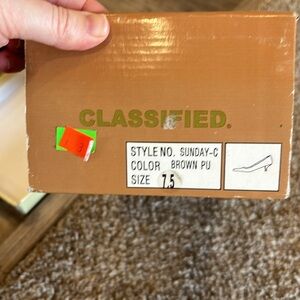 CLASSIFIED.
STYLE NO. SUNDAY-C
COLOR BROWN PU
SIZE 7.5